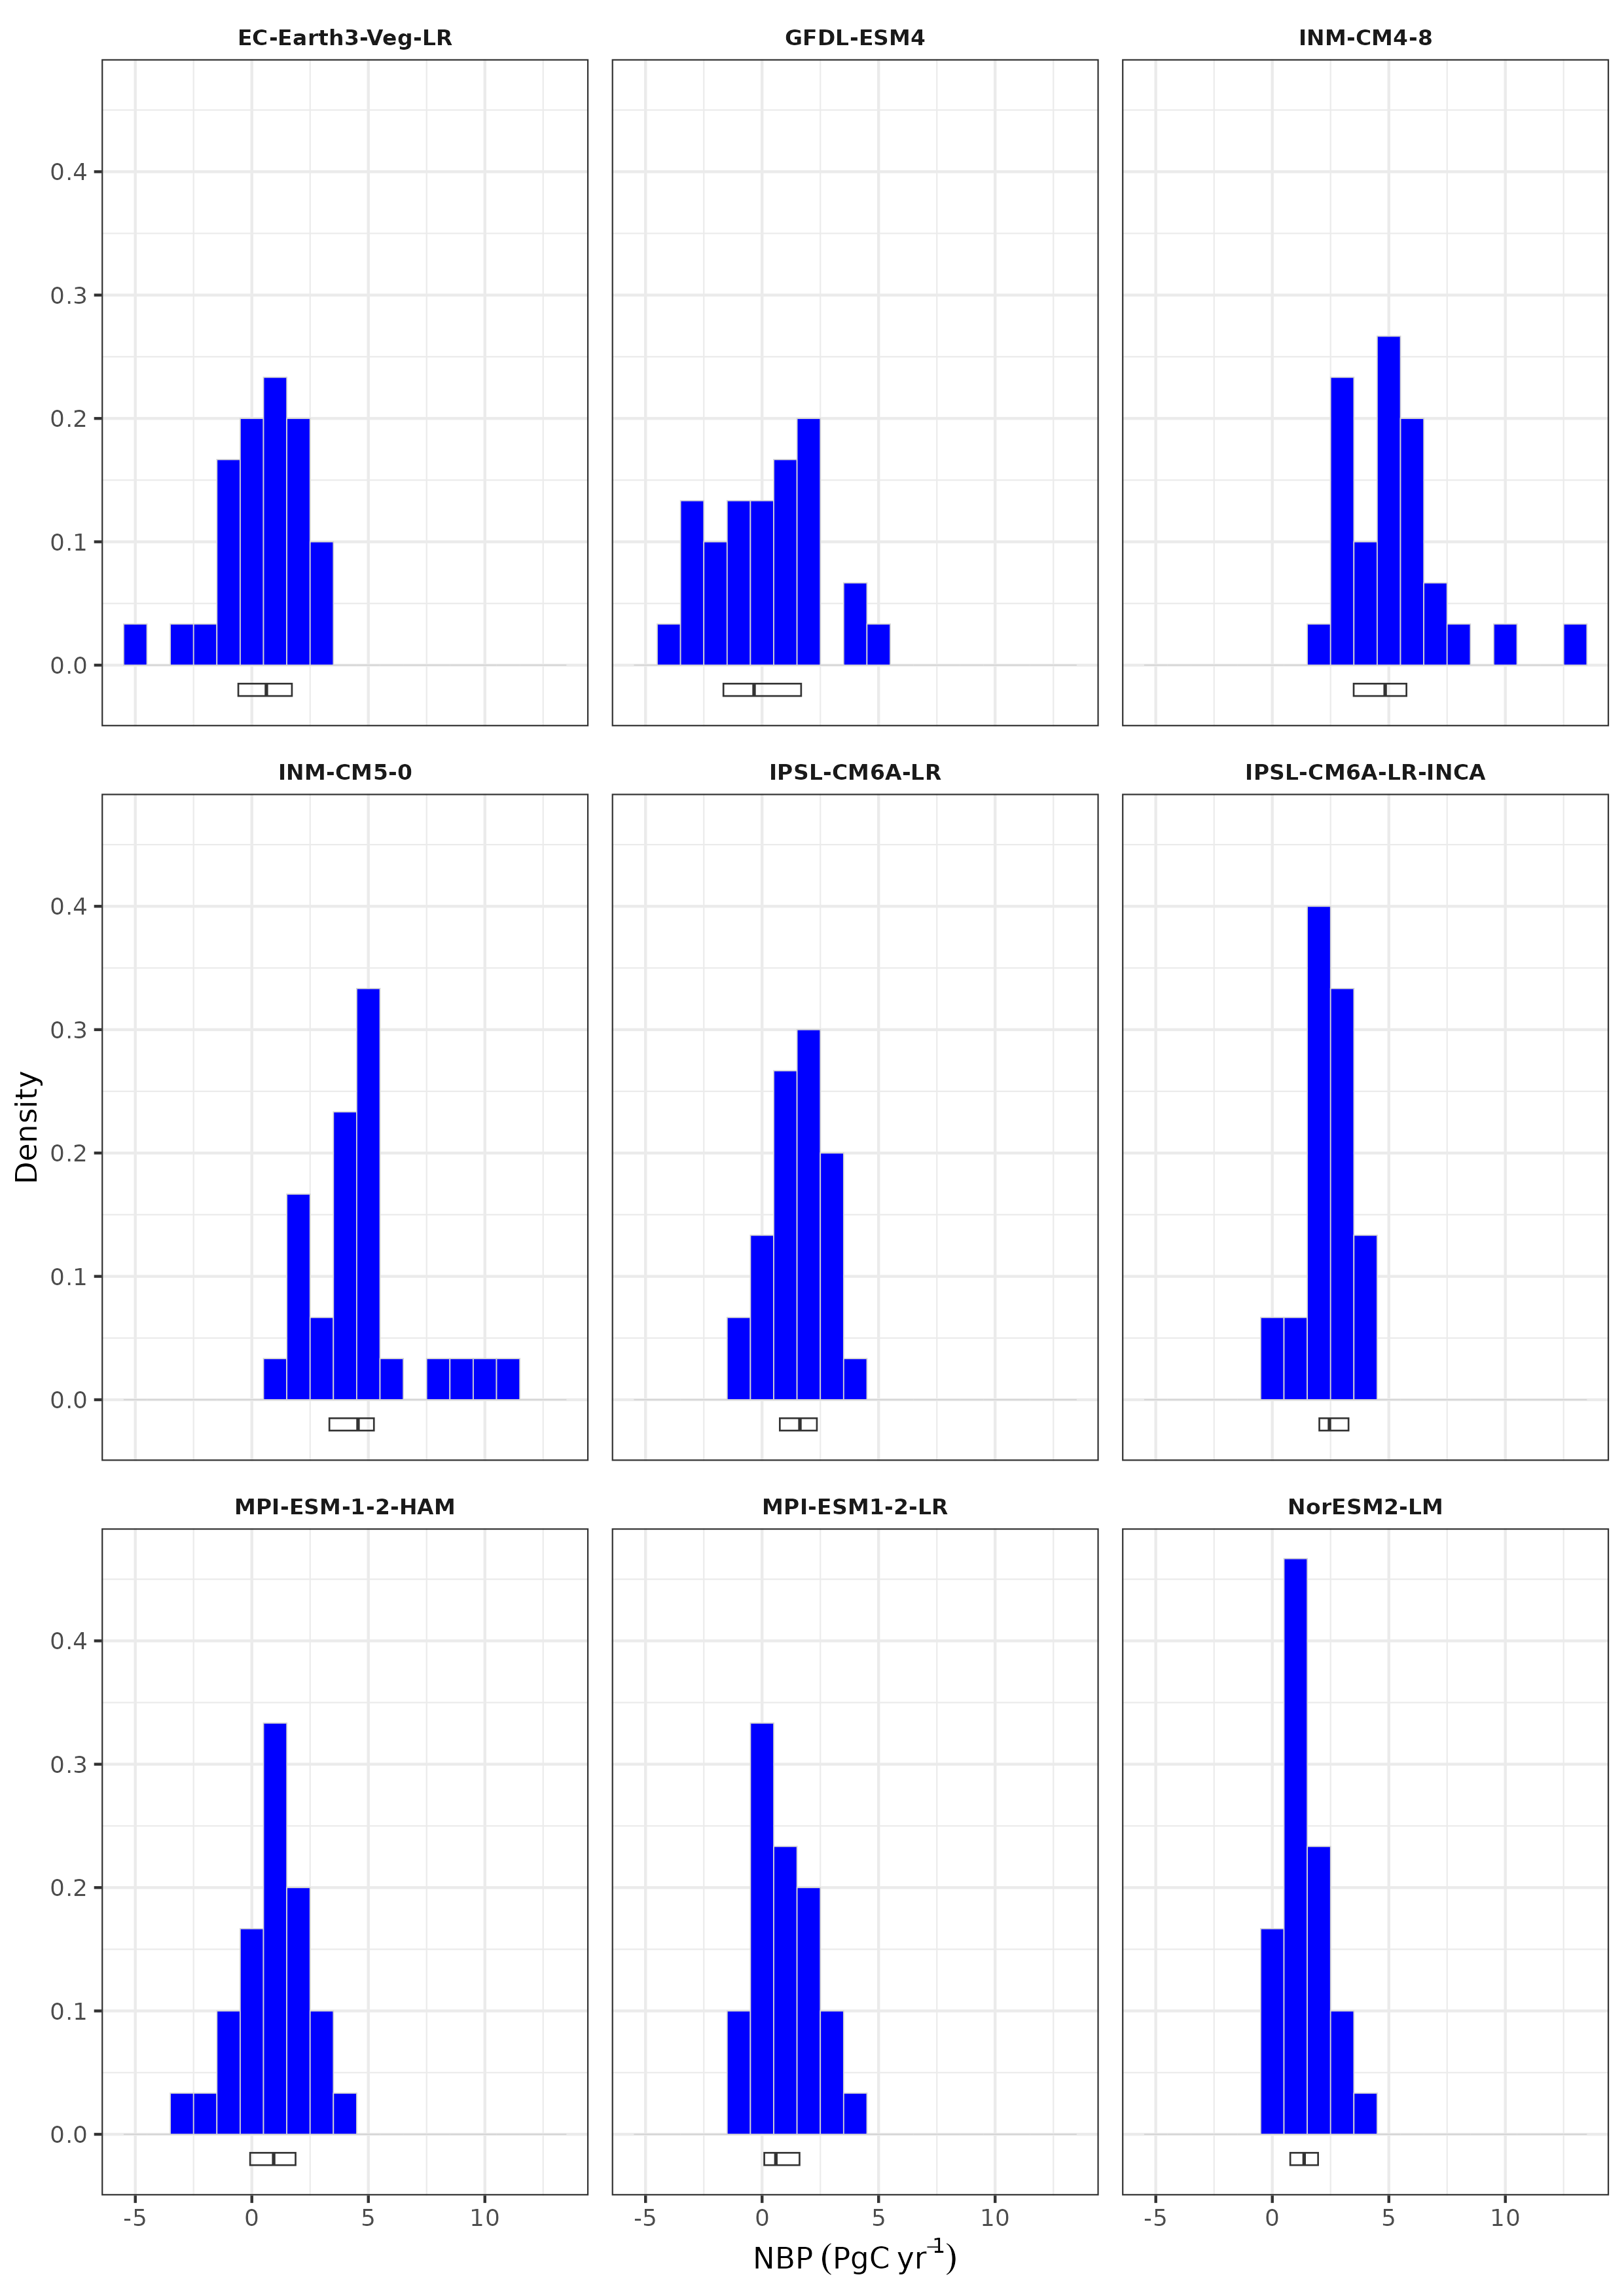 EC-Earth3-Veg-LR GFDL-ESM4 INM-CM4-8
0.4
0.3
0.2
0.1
0.0
INM-CM5-0 IPSL-CM6A-LR IPSL-CM6A-LR-INCA
0.4
0.3
0.2
0.1
0.0
Density
MPI-ESM-1-2-HAM MPI-ESM1-2-LR NorESM2-LM
0.4
0.3
0.2
0.1
0.0
-5 0 5 10 -5 0 5 10 -5 0 5 10
NBP (PgC yr⁻¹)